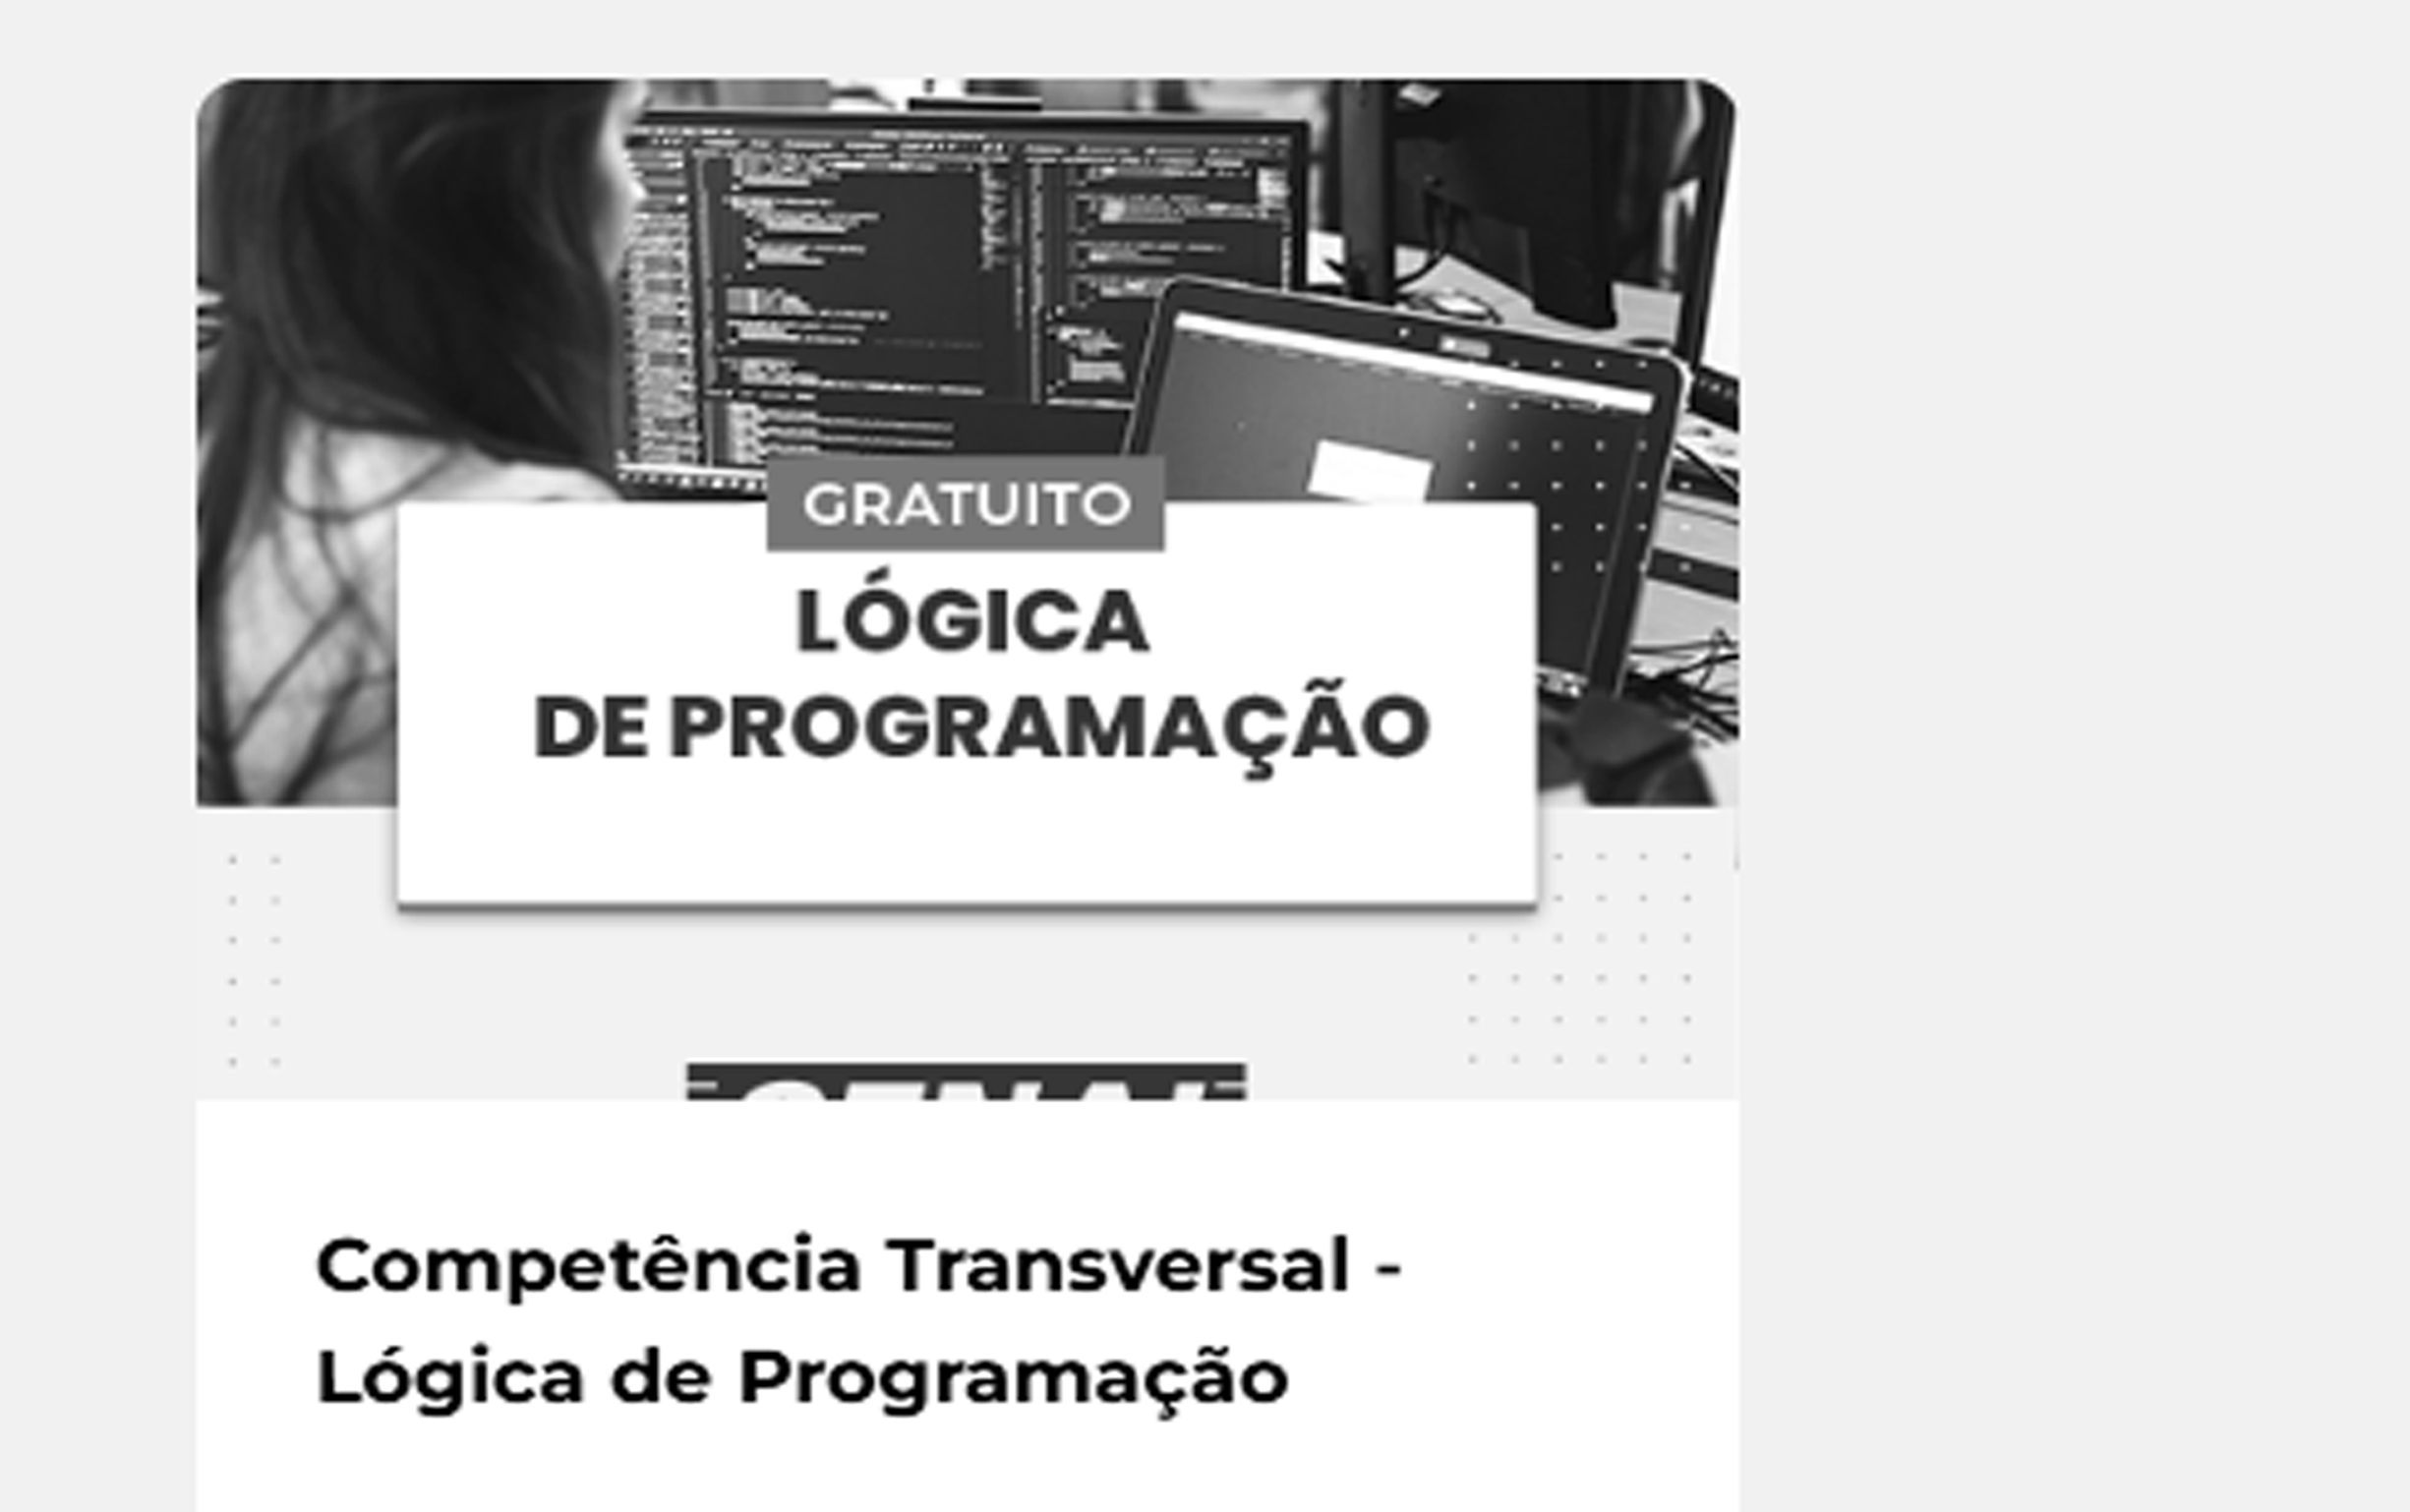 GRATUITO
LÓGICA
DE PROGRAMAÇÃO
Competência Transversal -
Lógica de Programação